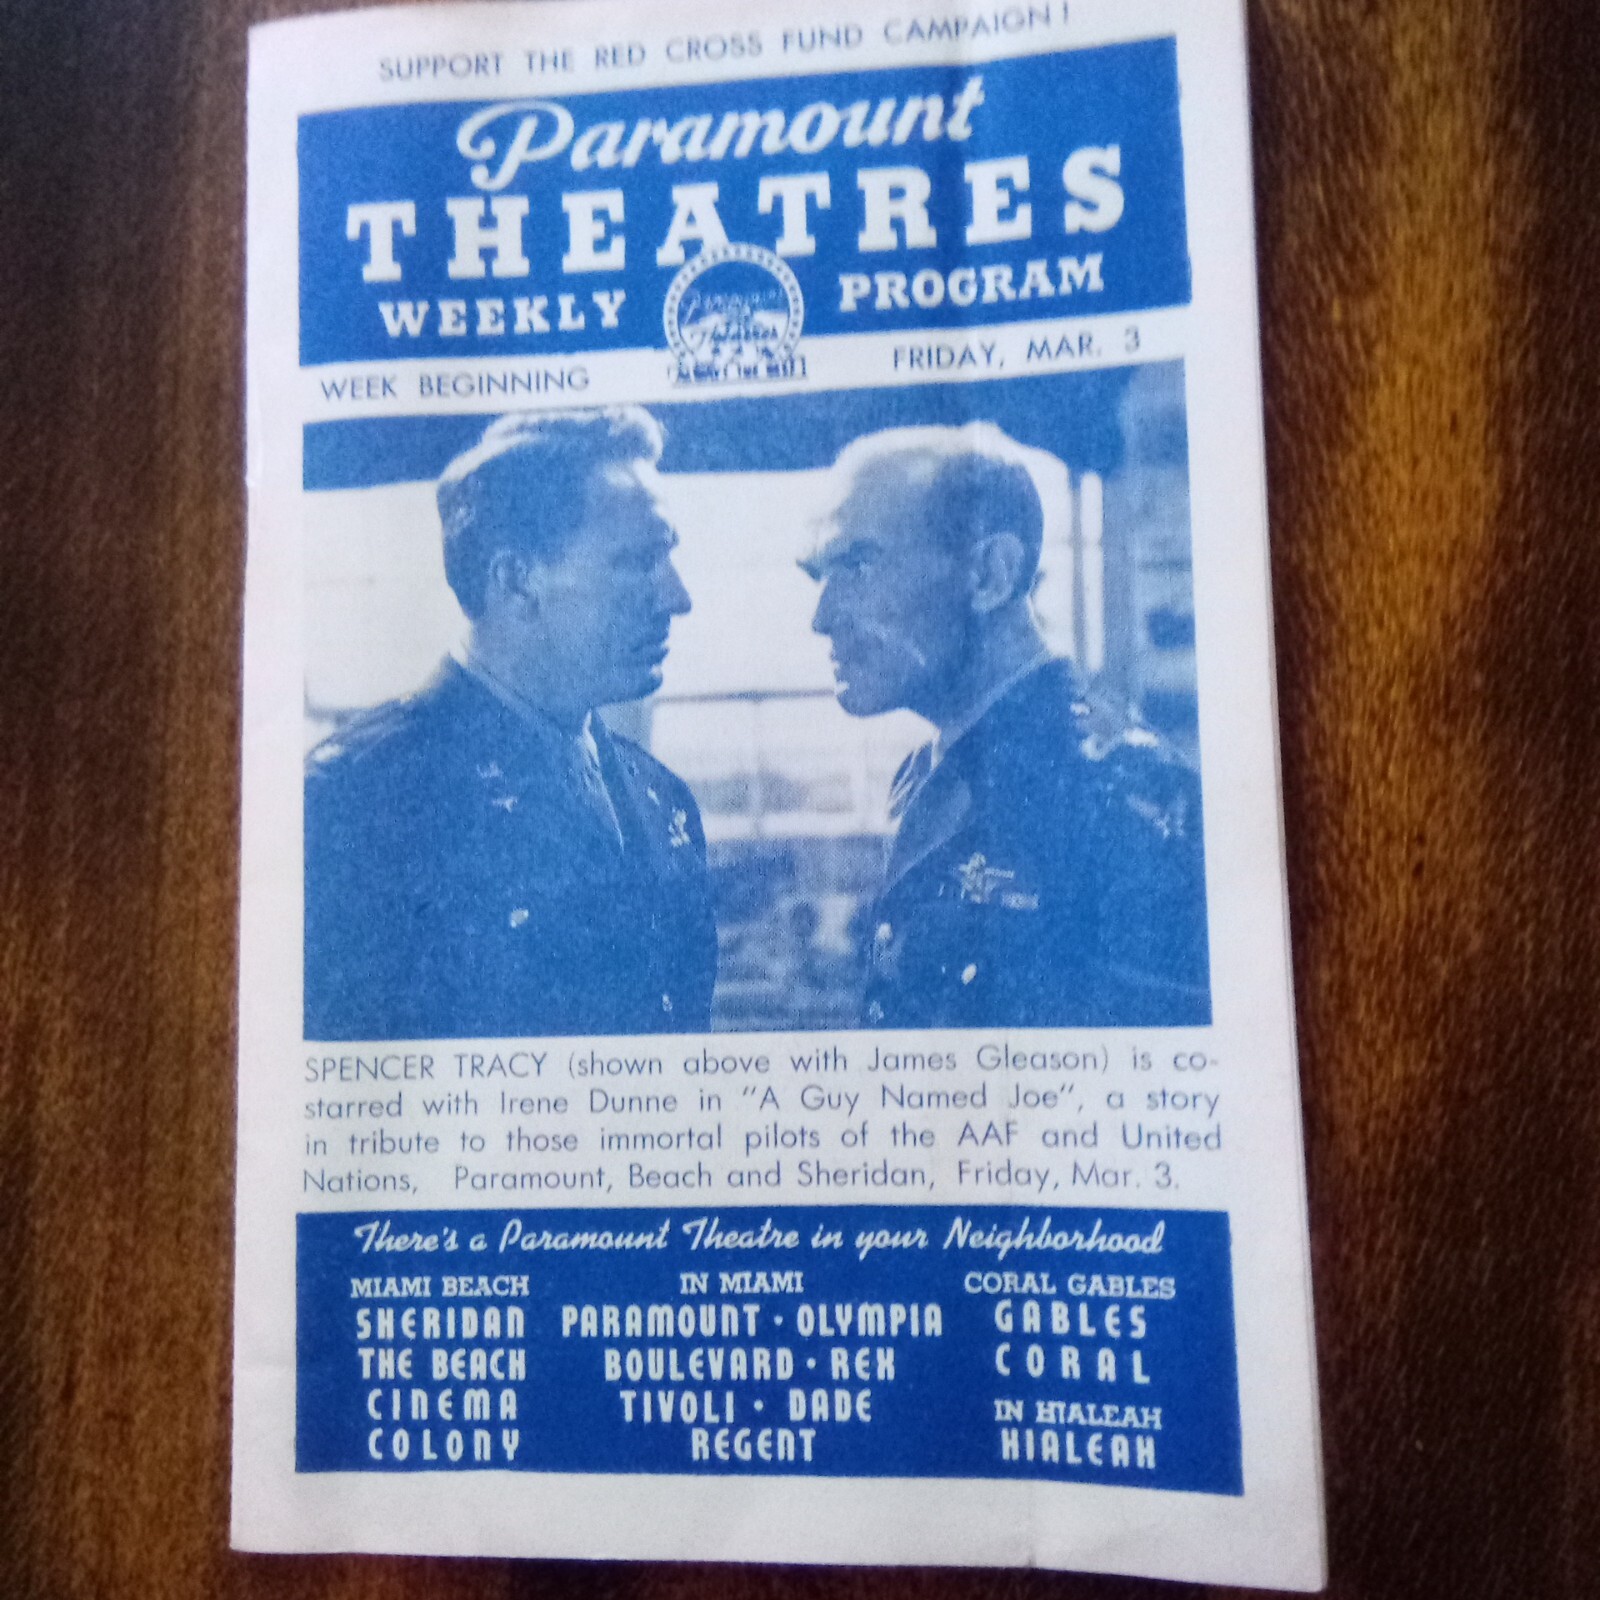 SUPPORT THE RED CROSS FUND CAMPAIGN!
Paramount
THEATRES
WEEKLY PROGRAM
Paramount
Theatres
WEEK BEGINNING FRIDAY, MAR. 3
SPENCER TRACY (shown above with James Gleason) is co-
starred with Irene Dunne in "A Guy Named Joe", a story
in tribute to those immortal pilots of the AAF and United
Nations, Paramount, Beach and Sheridan, Friday, Mar. 3.
There's a Paramount Theatre in your Neighborhood
MIAMI BEACH
SHERIDAN
THE BEACH
CINEMA
COLONY
IN MIAMI
PARAMOUNT • OLYMPIA
BOULEVARD • REX
TIVOLI • DADE
REGENT
CORAL GABLES
GABLES
CORAL
IN HIALEAH
HIALEAH